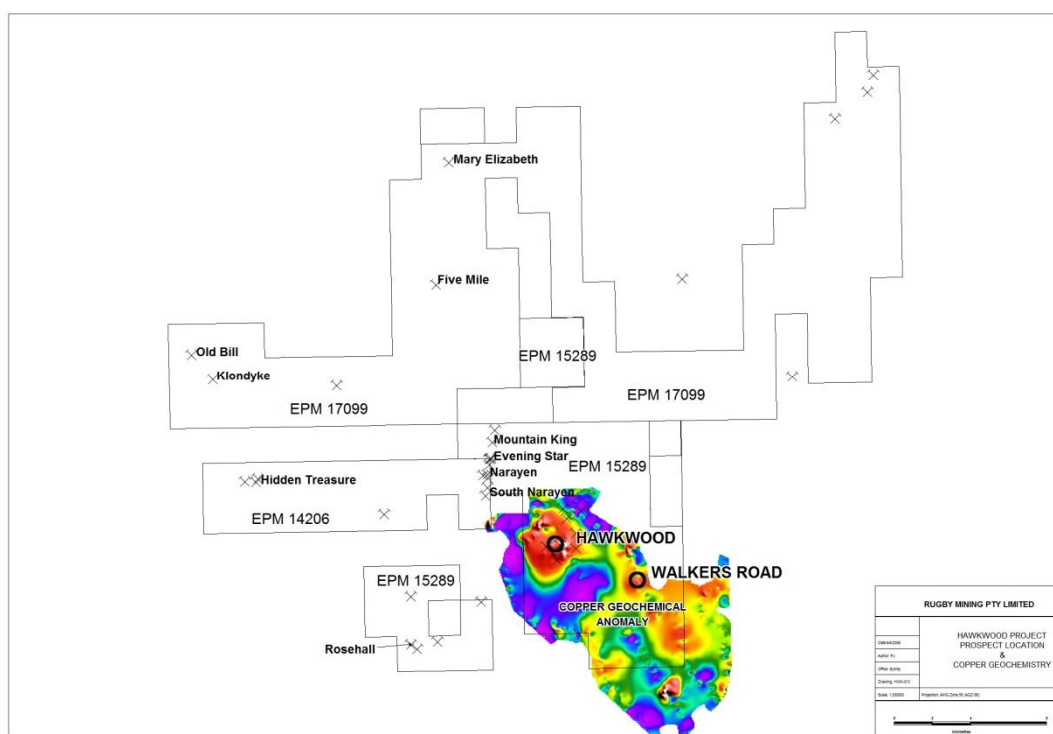 Mary Elizabeth
Five Mile
Old Bill
Klondyke
EPM 15289
EPM 17099
EPM 17099
Mountain King
Evening Star
Narayen
EPM 15289
Hidden Treasure
South Narayen
EPM 14206
HAWKWOOD
WALKERS ROAD
EPM 15289
COPPER GEOCHEMICAL
ANOMALY
Rosehall
RUGBY MINING PTY LIMITED
HAWKWOOD PROJECT
PROSPECT LOCATION
&
COPPER GEOCHEMISTRY